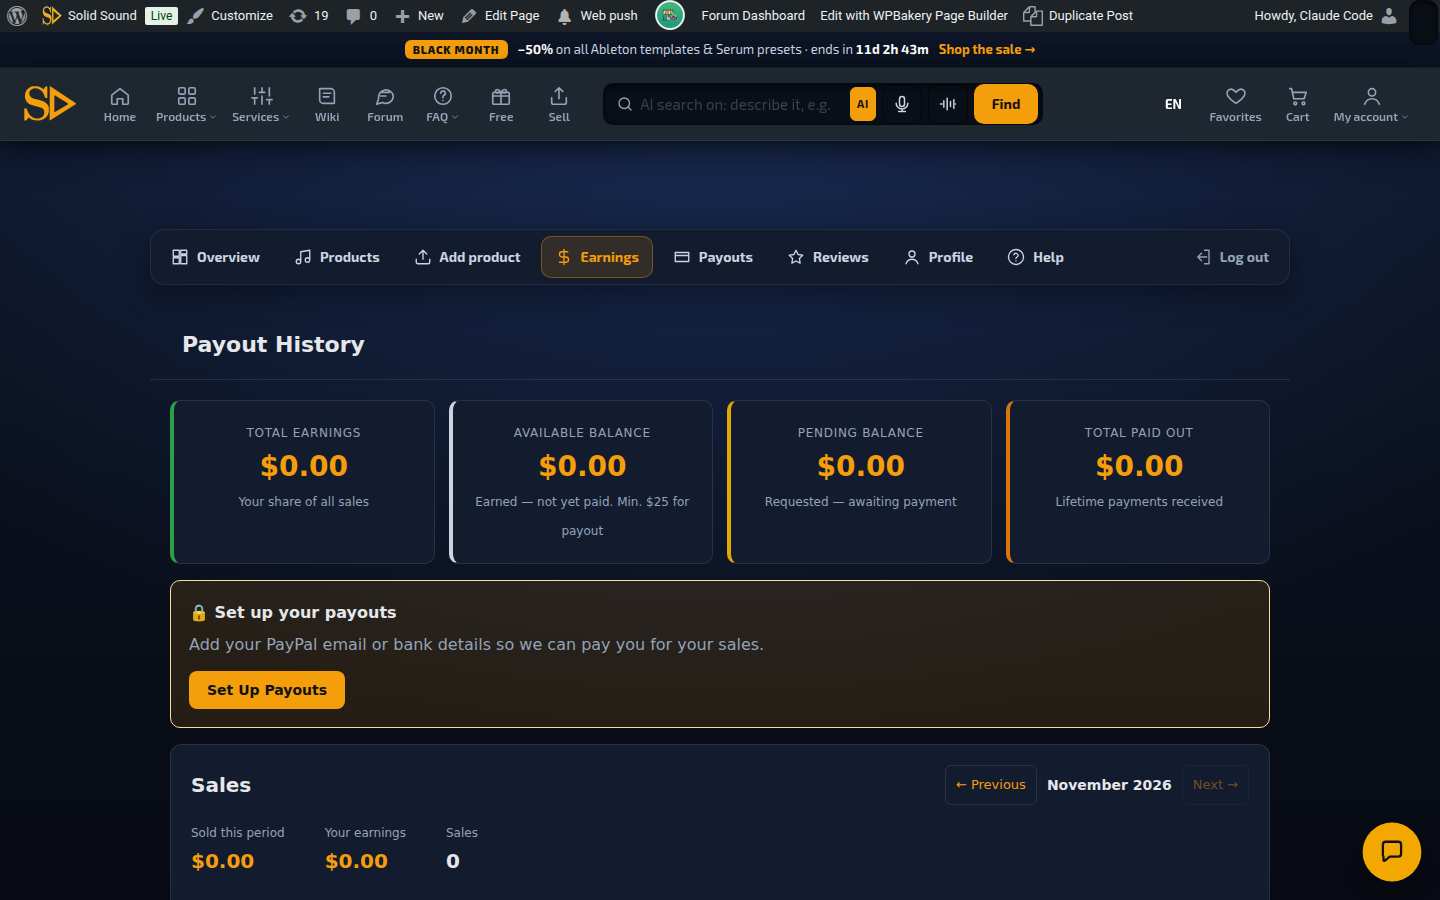 Solid Sound Live Customize 19 0 New Edit Page Web push Forum Dashboard Edit with WPBakery Page Builder Duplicate Post Howdy, Claude Code
BLACK MONTH −50% on all Ableton templates & Serum presets · ends in 11d 2h 43m Shop the sale →
Home Products Services Wiki Forum FAQ Free Sell
AI search on: describe it, e.g. AI Find
EN Favorites Cart My account
Overview Products Add product Earnings Payouts Reviews Profile Help Log out
Payout History
TOTAL EARNINGS
$0.00
Your share of all sales
AVAILABLE BALANCE
$0.00
Earned — not yet paid. Min. $25 for
payout
PENDING BALANCE
$0.00
Requested — awaiting payment
TOTAL PAID OUT
$0.00
Lifetime payments received
🔒 Set up your payouts
Add your PayPal email or bank details so we can pay you for your sales.
Set Up Payouts
Sales ← Previous November 2026 Next →
Sold this period Your earnings Sales
$0.00 $0.00 0